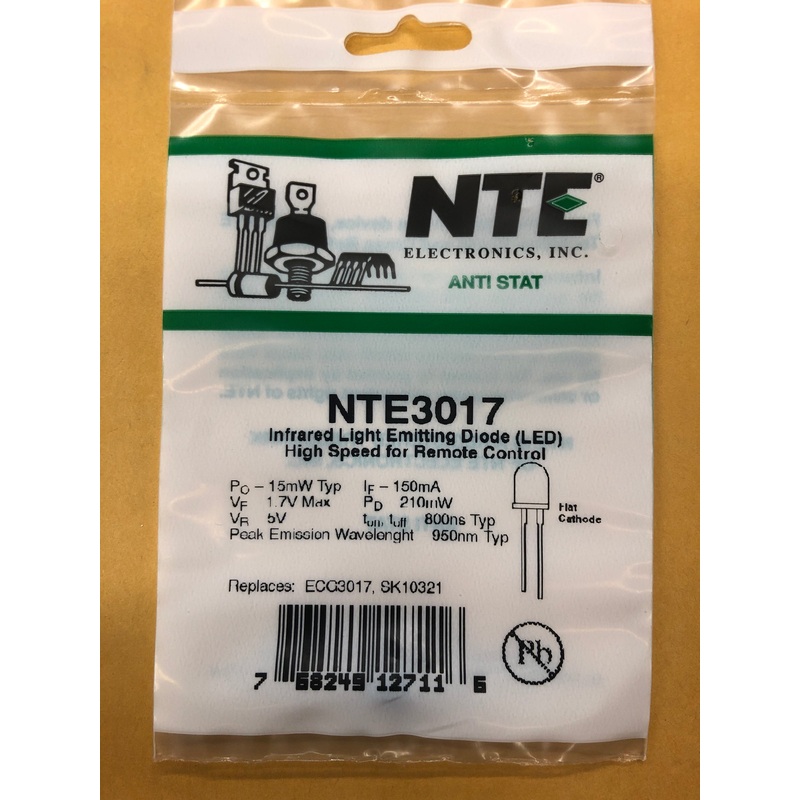 NTE®
ELECTRONICS, INC.
ANTI STAT
NTE3017
Infrared Light Emitting Diode (LED)
High Speed for Remote Control
PO – 15mW Typ IF – 150mA
VF 1.7V Max PD 210mW
VR 5V ton, toff 800ns Typ
Peak Emission Wavelenght 950nm Typ
Flat
Cathode
Replaces: ECG3017, SK10321
7 68249 12711 6
Pb